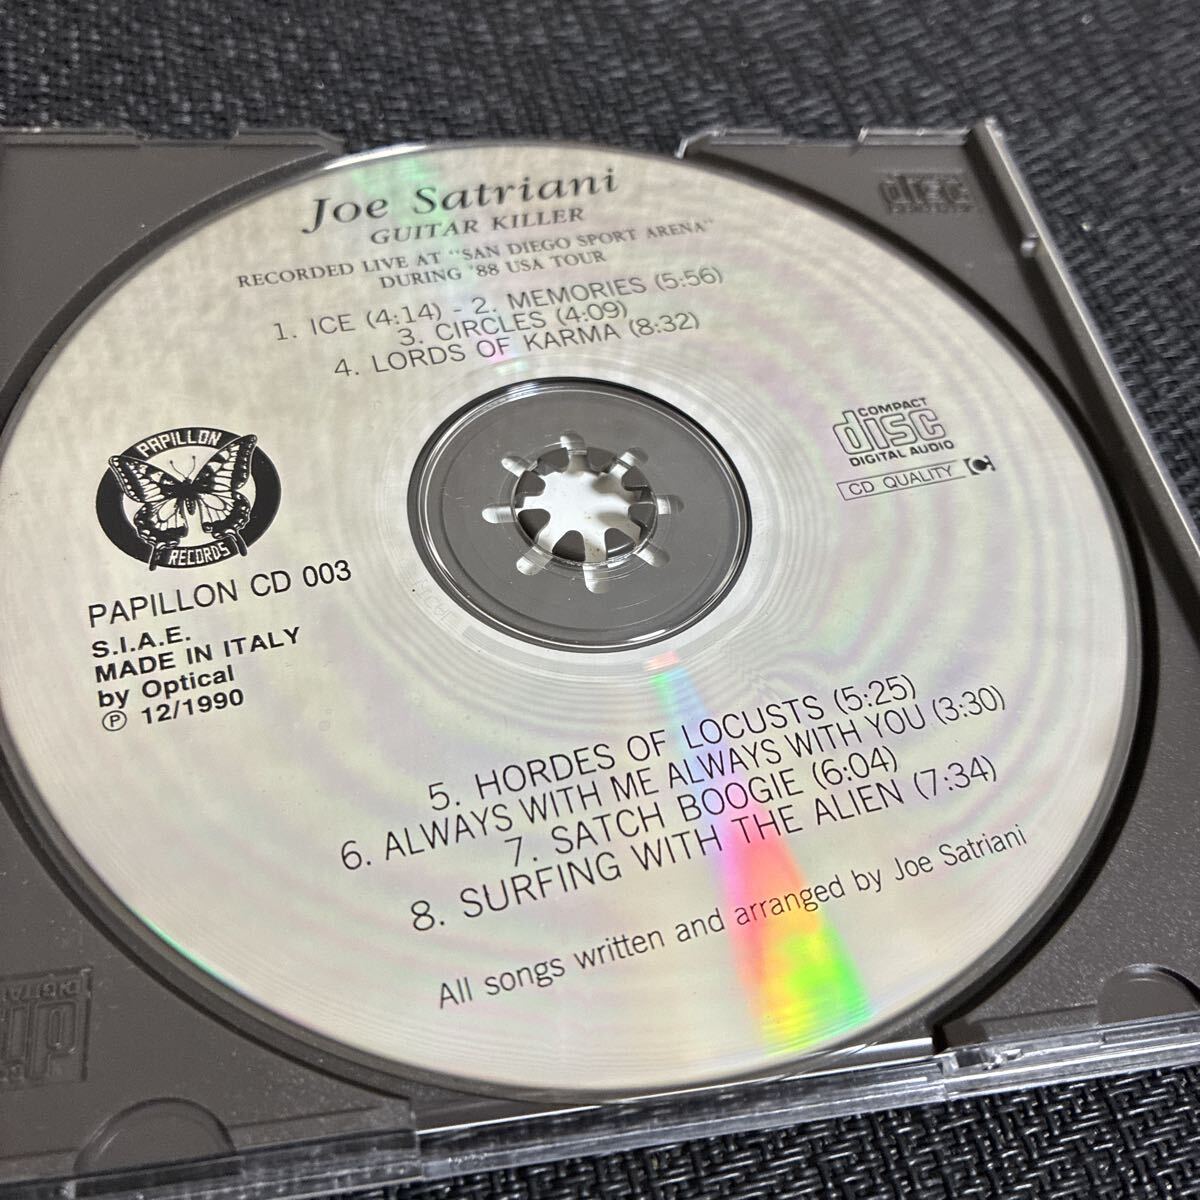 Joe Satriani
GUITAR KILLER
RECORDED LIVE AT "SAN DIEGO SPORT ARENA"
DURING '88 USA TOUR
1. ICE (4:14) - 2. MEMORIES (5:56)
3. CIRCLES (4:09)
4. LORDS OF KARMA (8:32)
PAPILLON
RECORDS
PAPILLON CD 003
S.I.A.E.
MADE IN ITALY
by Optical
Ⓟ 12/1990
COMPACT
disc
DIGITAL AUDIO
CD QUALITY
5. HORDES OF LOCUSTS (5:25)
6. ALWAYS WITH ME ALWAYS WITH YOU (3:30)
7. SATCH BOOGIE (6:04)
8. SURFING WITH THE ALIEN (7:34)
All songs written and arranged by Joe Satriani
disc